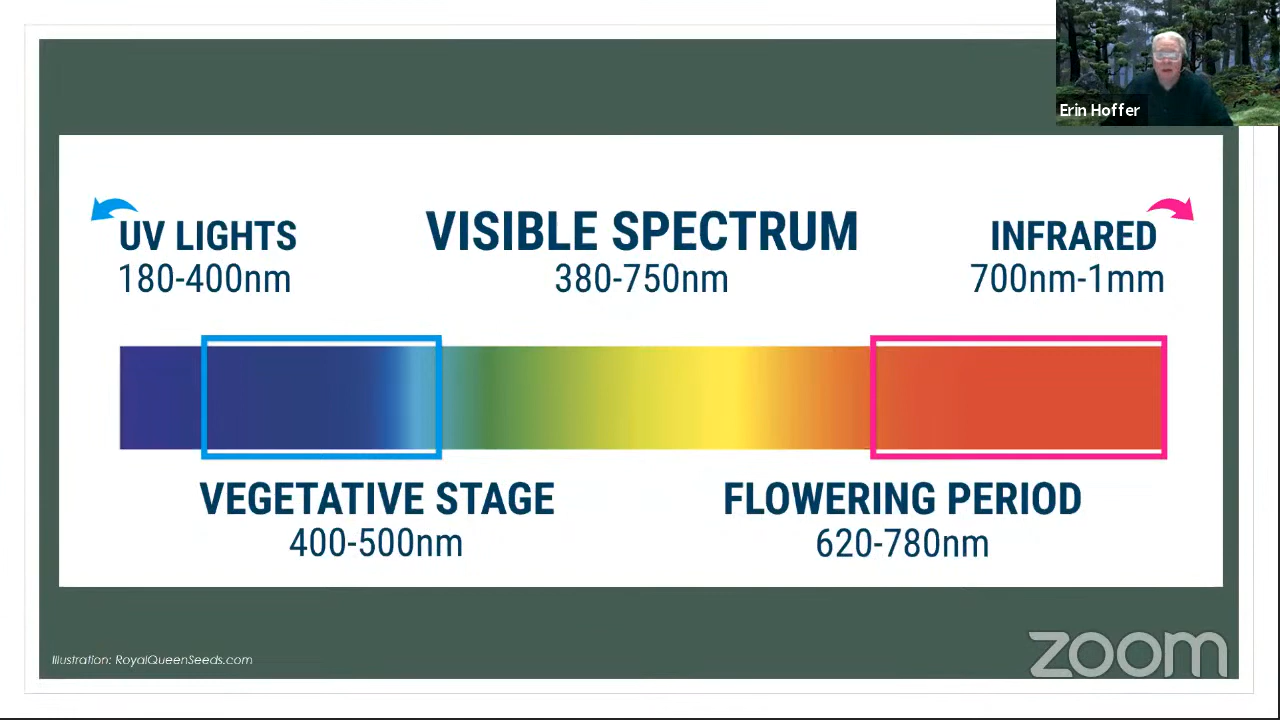 Erin Hoffer
UV LIGHTS
180-400nm
VISIBLE SPECTRUM
380-750nm
INFRARED
700nm-1mm
VEGETATIVE STAGE
400-500nm
FLOWERING PERIOD
620-780nm
Illustration: RoyalQueenSeeds.com
zoom